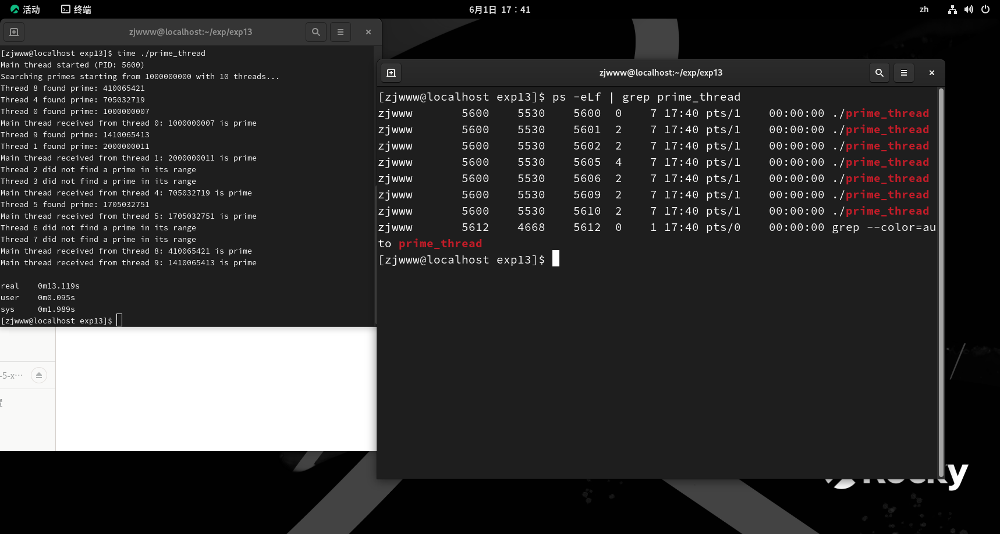 活动 终端 6月1日 17：41 zh
zjwww@localhost:~/exp/exp13
[zjwww@localhost exp13]$ time ./prime_thread
Main thread started (PID: 5600)
Searching primes starting from 1000000000 with 10 threads...
Thread 8 found prime: 410065421
Thread 4 found prime: 705032719
Thread 0 found prime: 1000000007
Main thread received from thread 0: 1000000007 is prime
Thread 9 found prime: 1410065413
Thread 1 found prime: 2000000011
Main thread received from thread 1: 2000000011 is prime
Thread 2 did not find a prime in its range
Thread 3 did not find a prime in its range
Main thread received from thread 4: 705032719 is prime
Thread 5 found prime: 1705032751
Main thread received from thread 5: 1705032751 is prime
Thread 6 did not find a prime in its range
Thread 7 did not find a prime in its range
Main thread received from thread 8: 410065421 is prime
Main thread received from thread 9: 1410065413 is prime
real 0m13.119s
user 0m0.095s
sys 0m1.989s
[zjwww@localhost exp13]$
-5-x…
zjwww@localhost:~/exp/exp13
[zjwww@localhost exp13]$ ps -eLf | grep prime_thread
zjwww 5600 5530 5600 0 7 17:40 pts/1 00:00:00 ./prime_thread
zjwww 5600 5530 5601 2 7 17:40 pts/1 00:00:00 ./prime_thread
zjwww 5600 5530 5602 2 7 17:40 pts/1 00:00:00 ./prime_thread
zjwww 5600 5530 5605 4 7 17:40 pts/1 00:00:00 ./prime_thread
zjwww 5600 5530 5606 2 7 17:40 pts/1 00:00:00 ./prime_thread
zjwww 5600 5530 5609 2 7 17:40 pts/1 00:00:00 ./prime_thread
zjwww 5600 5530 5610 2 7 17:40 pts/1 00:00:00 ./prime_thread
zjwww 5612 4668 5612 0 1 17:40 pts/0 00:00:00 grep --color=au
to prime_thread
[zjwww@localhost exp13]$
Rocky